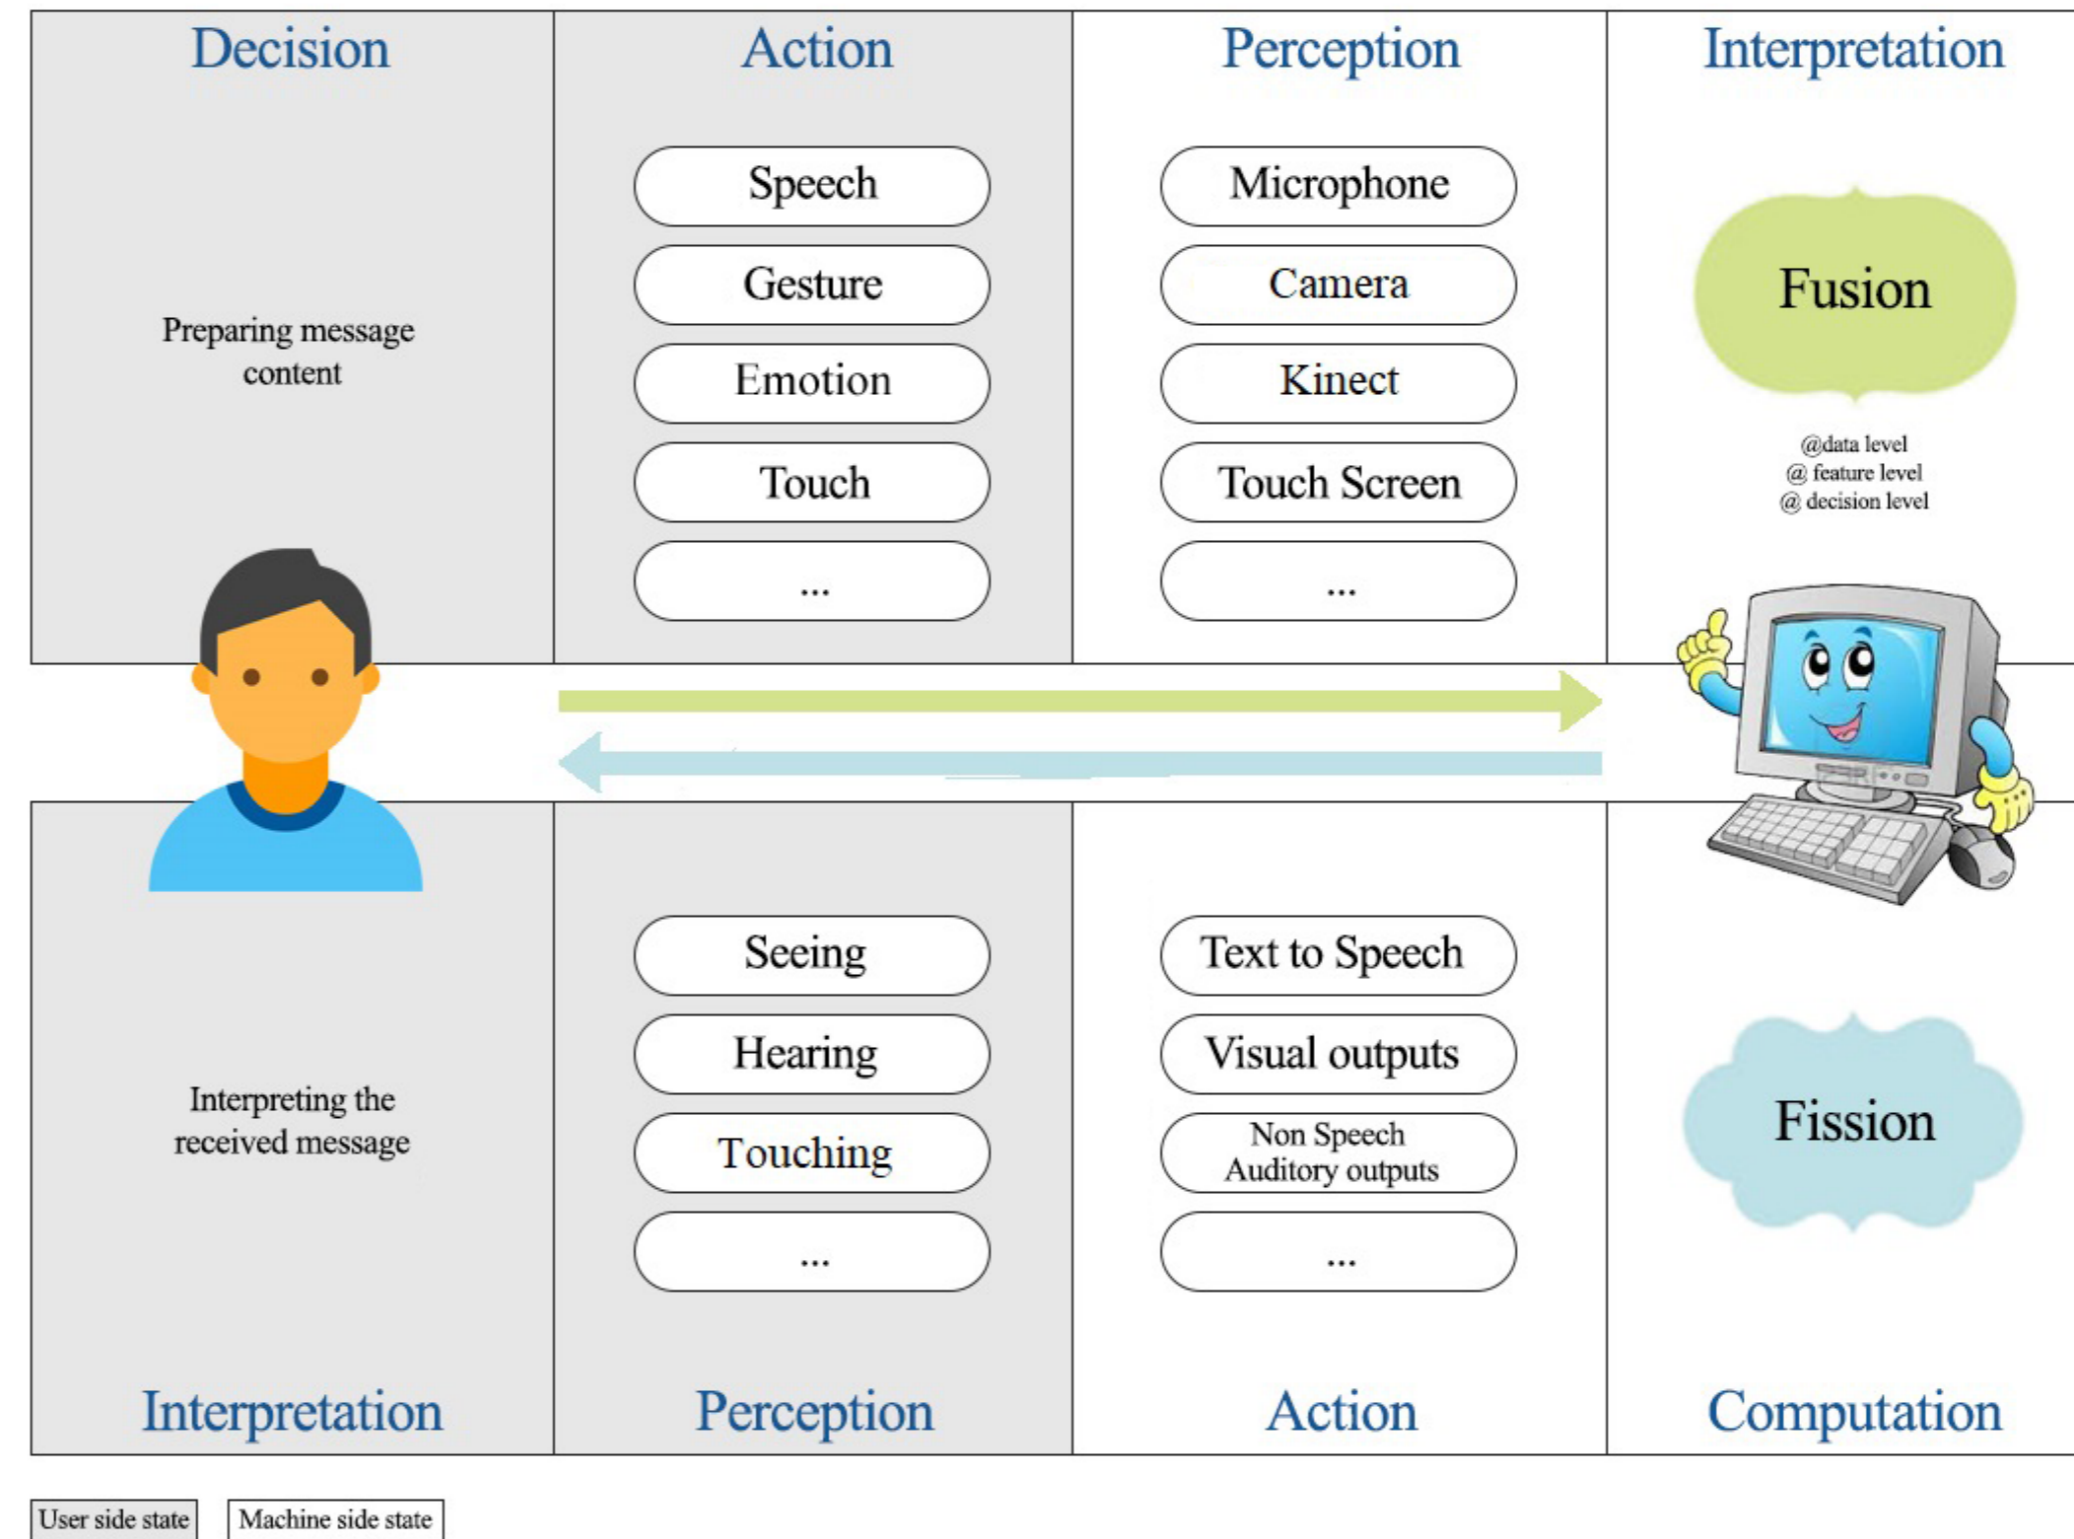 Decision
Action
Perception
Interpretation
Preparing message
content
Speech
Gesture
Emotion
Touch
...
Microphone
Camera
Kinect
Touch Screen
...
Fusion
@data level
@ feature level
@ decision level
Interpreting the
received message
Seeing
Hearing
Touching
...
Text to Speech
Visual outputs
Non Speech
Auditory outputs
...
Fission
Interpretation
Perception
Action
Computation
User side state
Machine side state